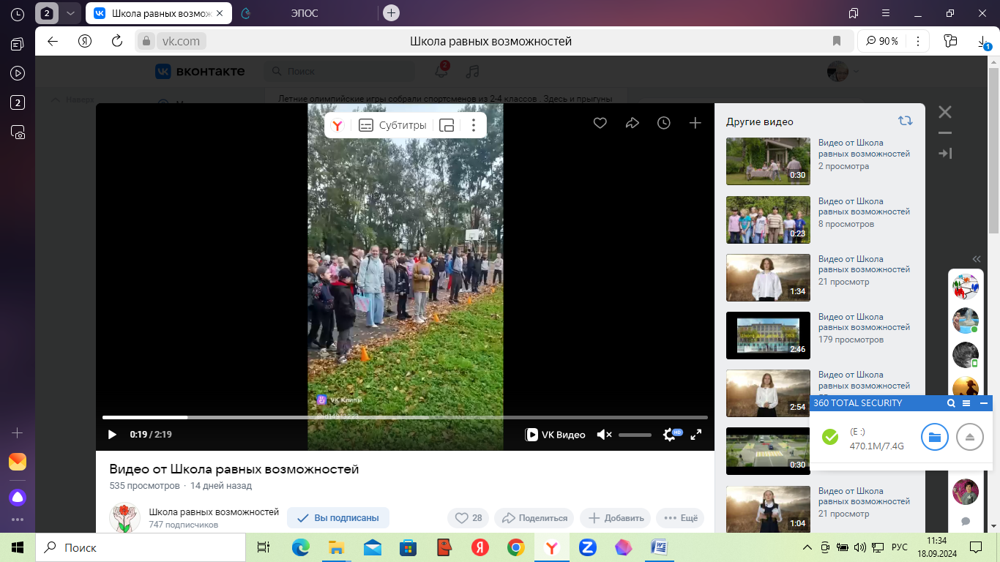 2
Школа равных возмож
ЭПОС
vk.com
Школа равных возможностей
90 %
1
2
вконтакте
Поиск
2
Наверх
Летние олимпийские игры собрали спортсменов из 2-4 классов . Здесь и прыгуны
Субтитры
VK Клипы
0:19 / 2:19
VK Видео
HD
Видео от Школа равных возможностей
535 просмотров · 14 дней назад
Школа равных возможностей
747 подписчиков
Вы подписаны
28
Поделиться
Добавить
Ещё
Другие видео
0:30
Видео от Школа
равных возможностей
2 просмотра
0:23
Видео от Школа
равных возможностей
8 просмотров
1:34
Видео от Школа
равных возможностей
21 просмотр
2:46
Видео от Школа
равных возможностей
179 просмотров
2:54
Видео от Школа
равных возможностей
0:30
1:04
Видео от Школа
равных возможностей
21 просмотр
360 TOTAL SECURITY
(E :)
470.1M/7.4G
Поиск
РУС
11:34
18.09.2024